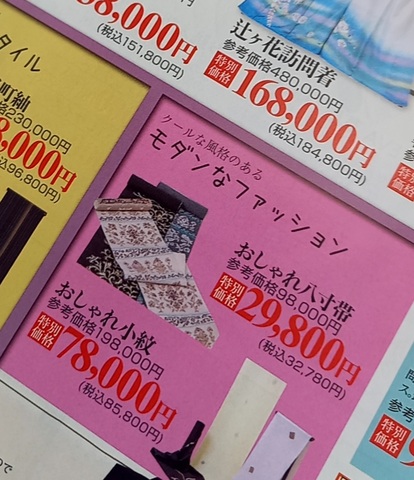 8,000円
(税込151,800円)
辻ヶ花訪問着
参考価格480,000円
特別価格
168,000円
(税込184,800円)
タイル
町紬
230,000円
8,000円
税込96,800円)
クールな風格のある
モダンなファッション
おしゃれ八寸帯
参考価格98,000円
特別価格
29,800円
(税込32,780円)
おしゃれ小紋
参考価格198,000円
特別価格
78,000円
(税込85,800円)
特別価格
参考
特別価格
で